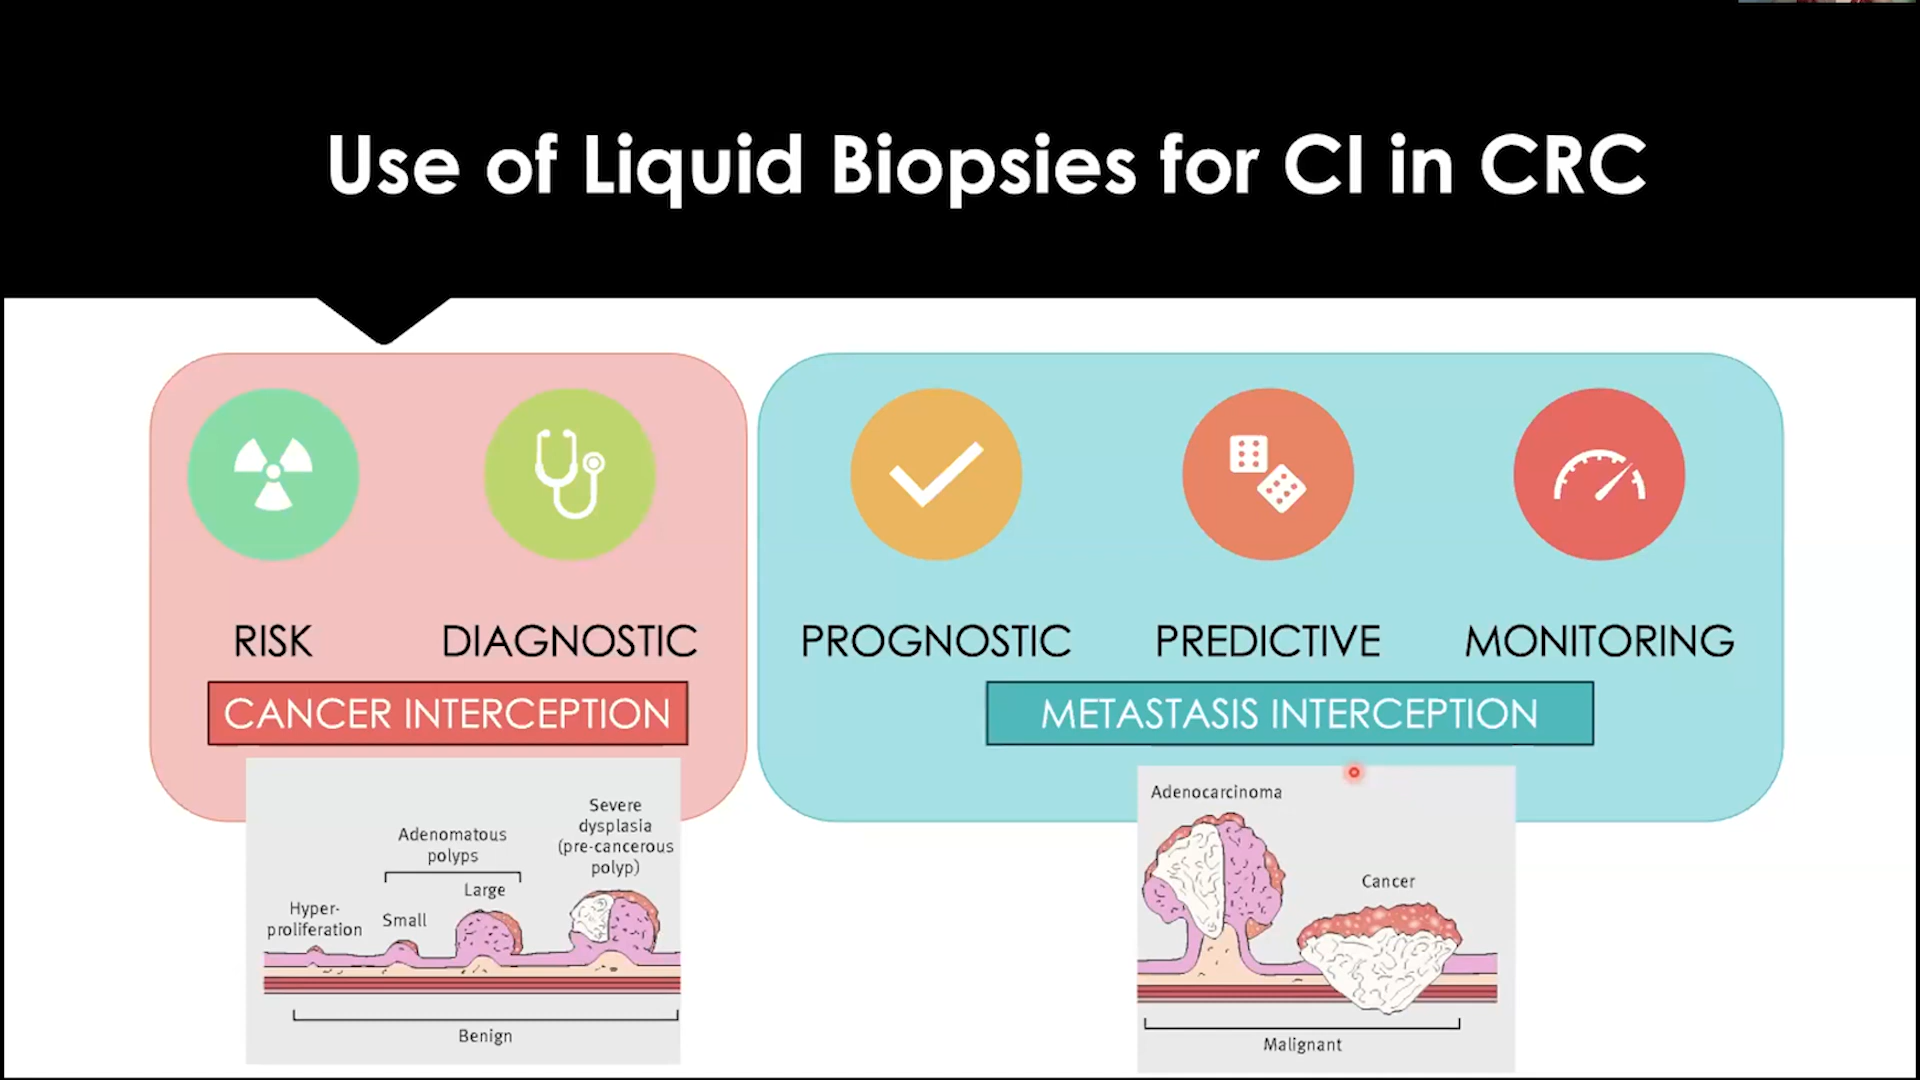 Use of Liquid Biopsies for CI in CRC
RISK
DIAGNOSTIC
CANCER INTERCEPTION
PROGNOSTIC
PREDICTIVE
MONITORING
METASTASIS INTERCEPTION
Hyper-
proliferation
Adenomatous
polyps
Small
Large
Severe
dysplasia
(pre-cancerous
polyp)
Benign
Adenocarcinoma
Cancer
Malignant